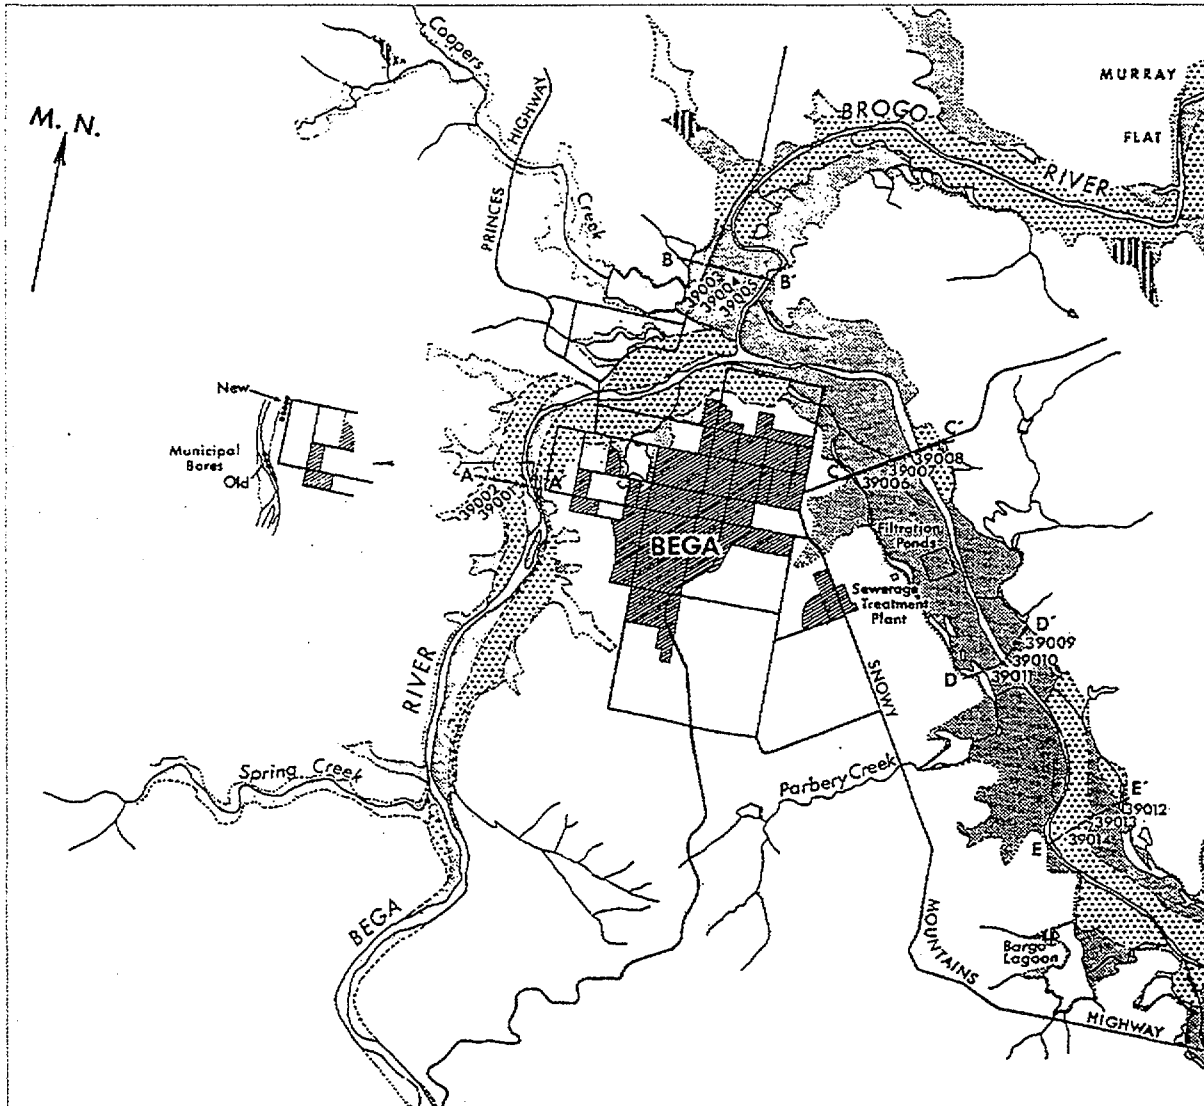 M. N.
Coopers
Creek
PRINCES
HIGHWAY
BROGO
RIVER
MURRAY
FLAT
B
B′
39003
39004
39005
New
Municipal
Bores
Old
A
A′
39002
39001
C
C′
39008
39007
39006
BEGA
Filtration
Ponds
Sewerage
Treatment
Plant
D′
39009
39010
39011
D
RIVER
SNOWY
Spring Creek
Parbery Creek
E′
39012
39013
39014
E
BEGA
MOUNTAINS
Barga
Lagoon
HIGHWAY